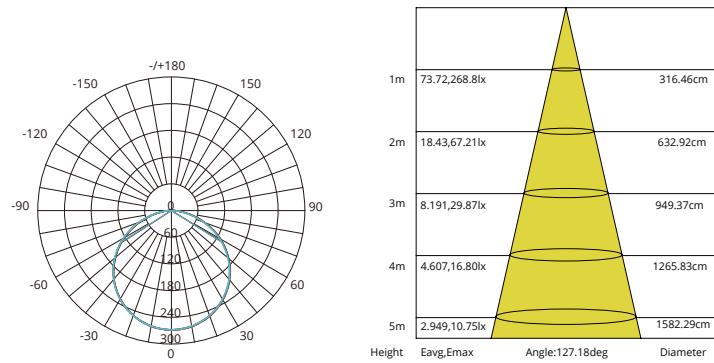 -/+180
-150 150
-120 120
-90 90
-60 60
-30 30
0
0
60
120
180
240
300
1m 73.72,268.8lx 316.46cm
2m 18.43,67.21lx 632.92cm
3m 8.191,29.87lx 949.37cm
4m 4.607,16.80lx 1265.83cm
5m 2.949,10.75lx 1582.29cm
Height Eavg,Emax Angle:127.18deg Diameter